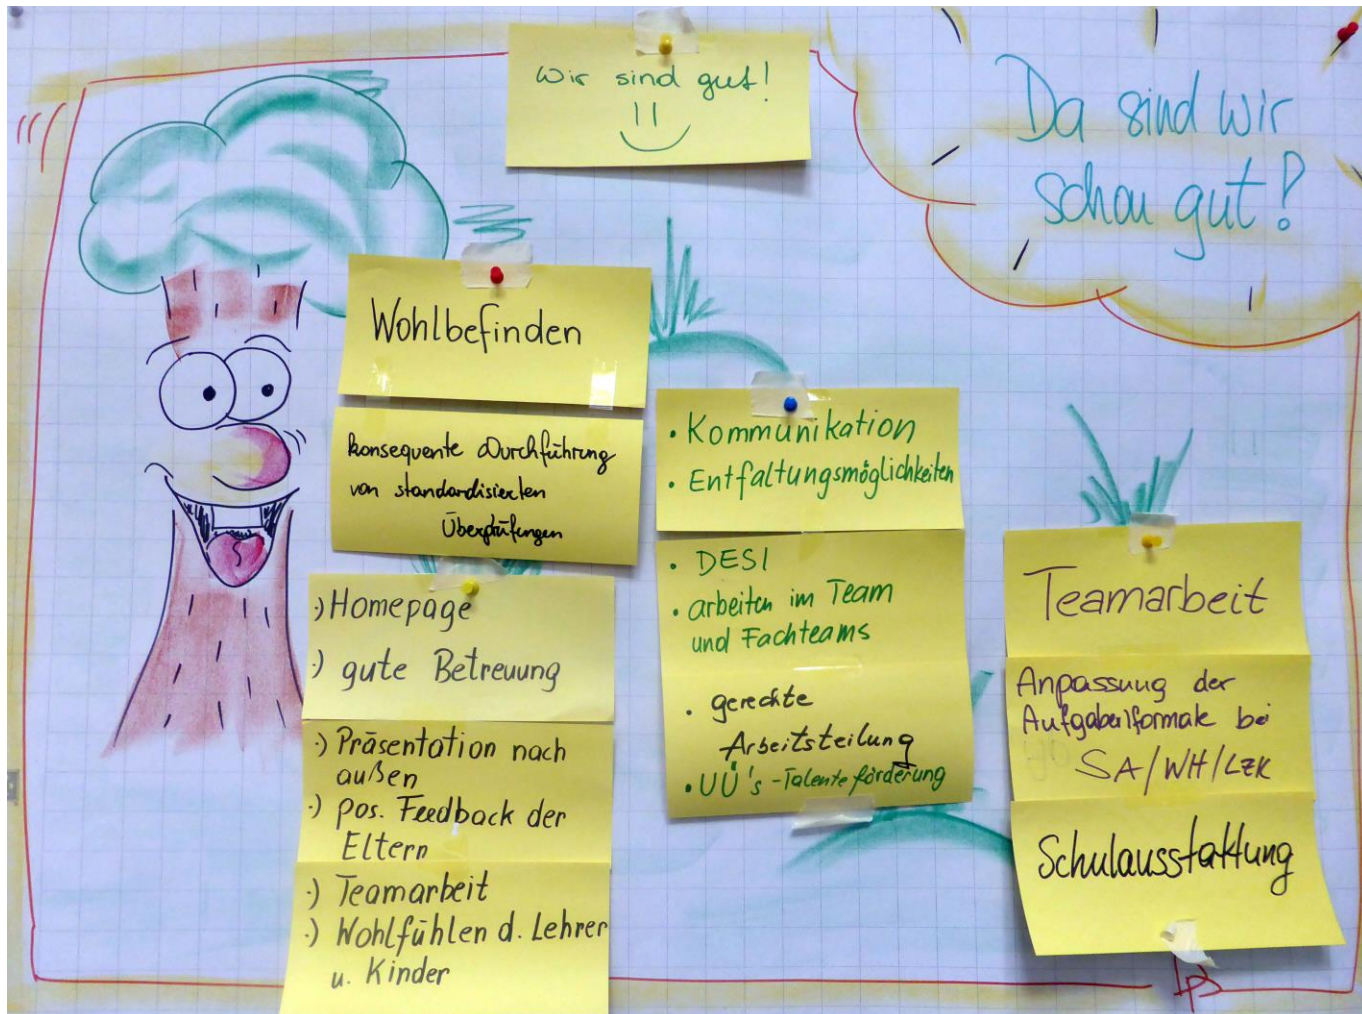 Wir sind gut!
Da sind wir
schon gut!
Wohlbefinden
konsequente Durchführung
von standardisierten
Überprüfungen
:) Homepage
:) gute Betreuung
:) Präsentation nach
außen
:) pos. Feedback der
Eltern
:) Teamarbeit
:) Wohlfühlen d. Lehrer
u. Kinder
• Kommunikation
• Entfaltungsmöglichkeiten
• DESI
• arbeiten im Team
und Fachteams
• gerechte
Arbeitsteilung
• UÜ's - Talenteförderung
Teamarbeit
Anpassung der
Aufgabenformate bei
SA/WH/LZK
Schulausstattung